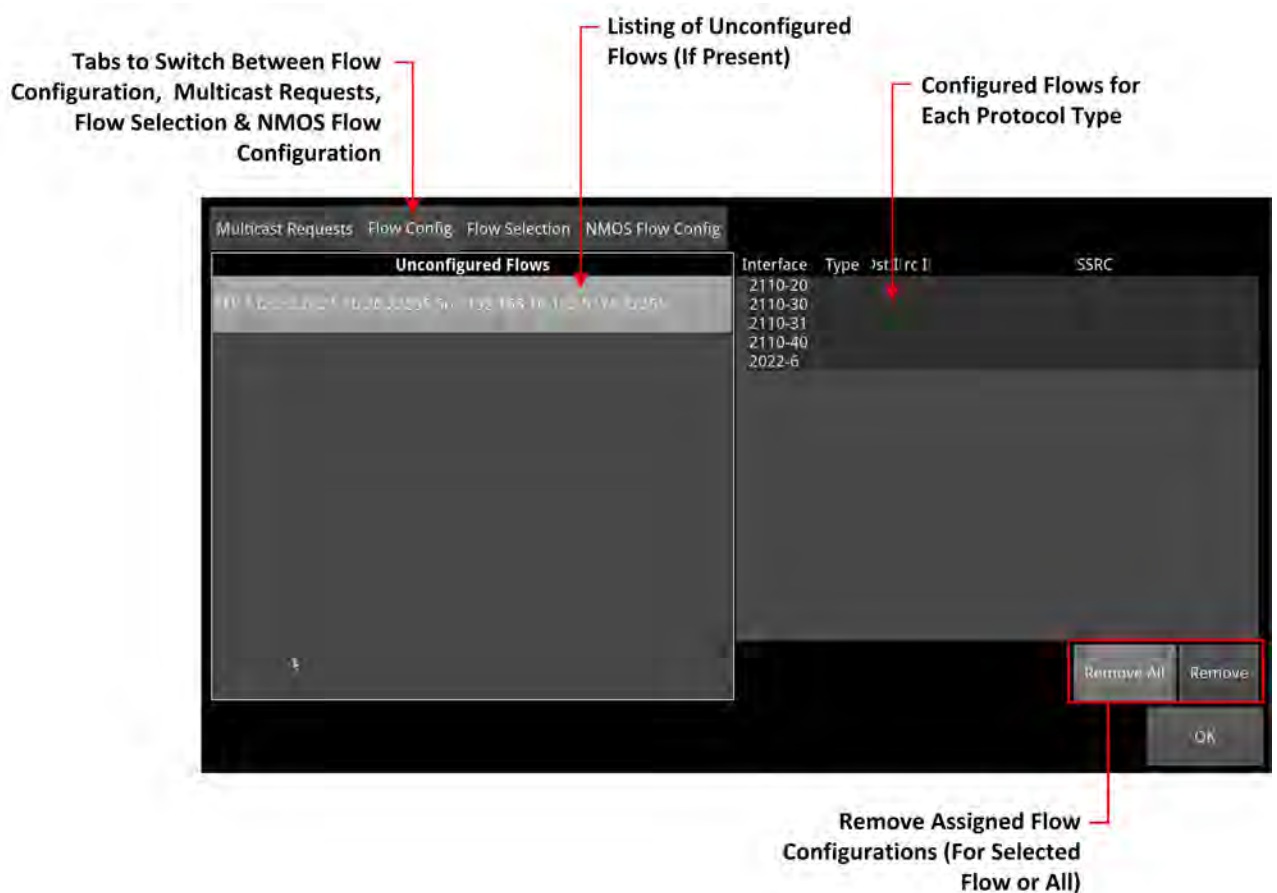 Listing of Unconfigured
Flows (If Present)
Tabs to Switch Between Flow
Configuration, Multicast Requests,
Flow Selection & NMOS Flow
Configuration
Configured Flows for
Each Protocol Type
Multicast Requests Flow Config Flow Selection NMOS Flow Config
Unconfigured Flows
Interface Type SSRC
2110-20
2110-30
2110-31
2110-40
2022-6
Remove All Remove
OK
Remove Assigned Flow
Configurations (For Selected
Flow or All)